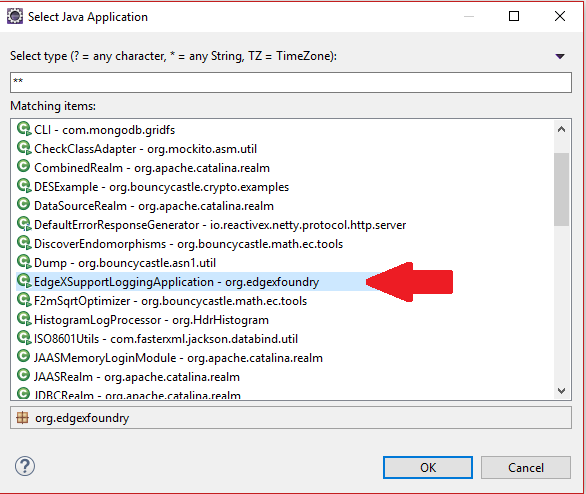 Select Java Application
Select type (? = any character, * = any String, TZ = TimeZone):
**
Matching items:
CLI - com.mongodb.gridfs
CheckClassAdapter - org.mockito.asm.util
CombinedRealm - org.apache.catalina.realm
DESExample - org.bouncycastle.crypto.examples
DataSourceRealm - org.apache.catalina.realm
DefaultErrorResponseGenerator - io.reactivex.netty.protocol.http.server
DiscoverEndomorphisms - org.bouncycastle.math.ec.tools
Dump - org.bouncycastle.asn1.util
EdgeXSupportLoggingApplication - org.edgexfoundry
F2mSqrtOptimizer - org.bouncycastle.math.ec.tools
HistogramLogProcessor - org.HdrHistogram
ISO8601Utils - com.fasterxml.jackson.databind.util
JAASMemoryLoginModule - org.apache.catalina.realm
JAASRealm - org.apache.catalina.realm
JDBCRealm - org.apache.catalina.realm
org.edgexfoundry
?
OK
Cancel